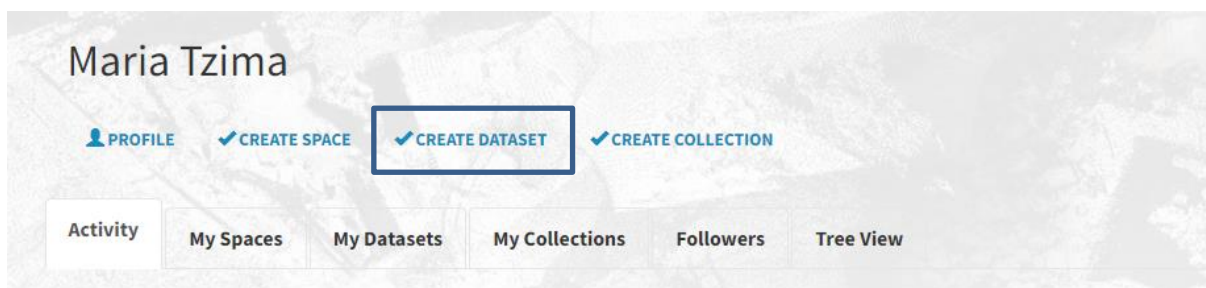 Maria Tzima
PROFILE CREATE SPACE CREATE DATASET CREATE COLLECTION
Activity My Spaces My Datasets My Collections Followers Tree View